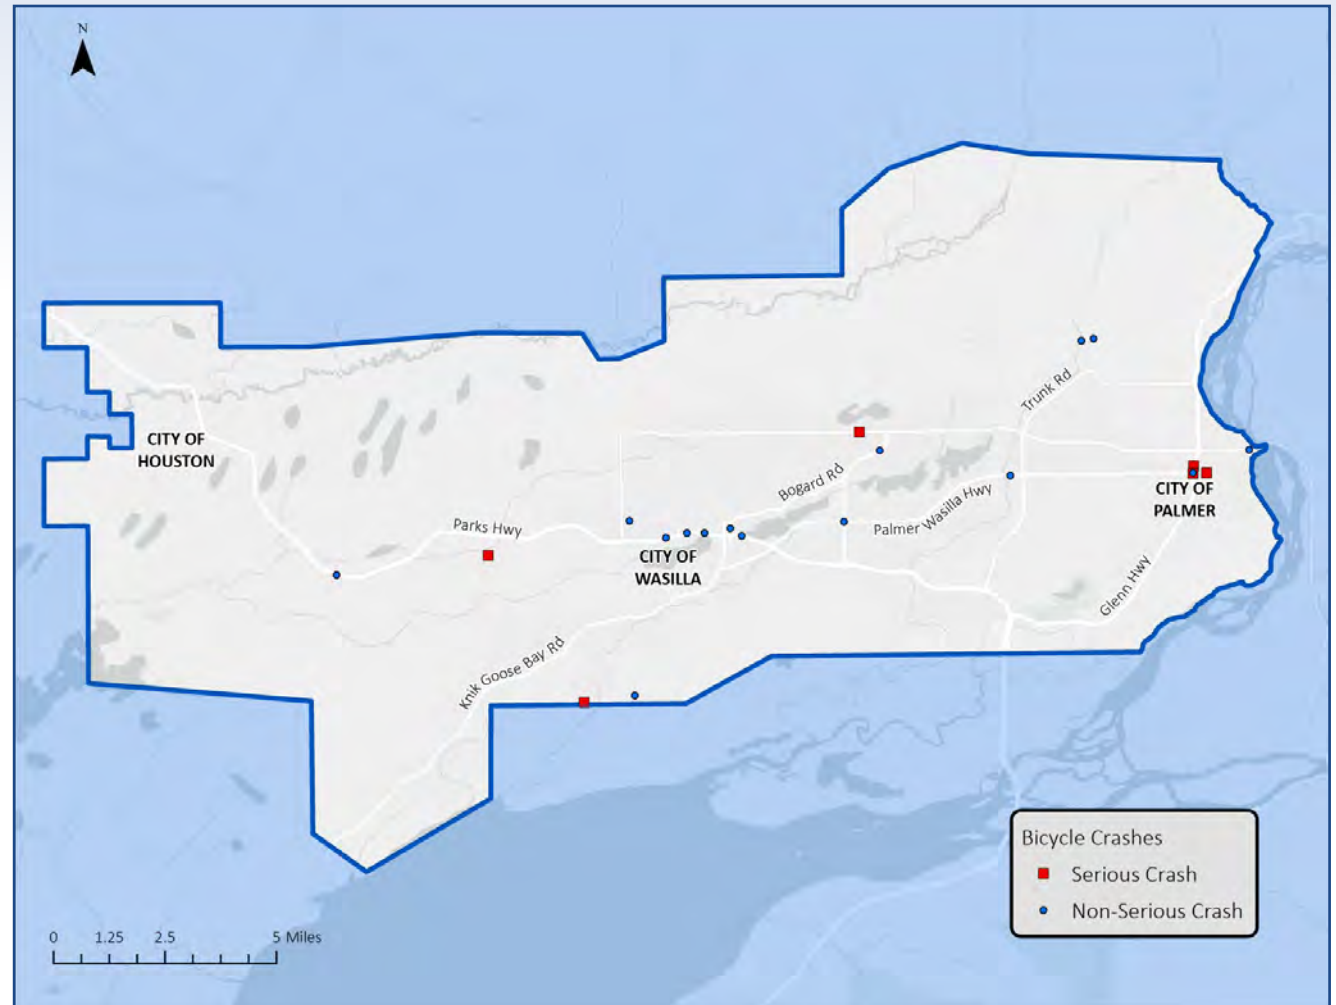 N
Trunk Rd
CITY OF
HOUSTON
Bogard Rd
Palmer Wasilla Hwy
CITY OF
PALMER
Parks Hwy
CITY OF
WASILLA
Glenn Hwy
Knik Goose Bay Rd
Bicycle Crashes
Serious Crash
Non-Serious Crash
0 1.25 2.5 5 Miles